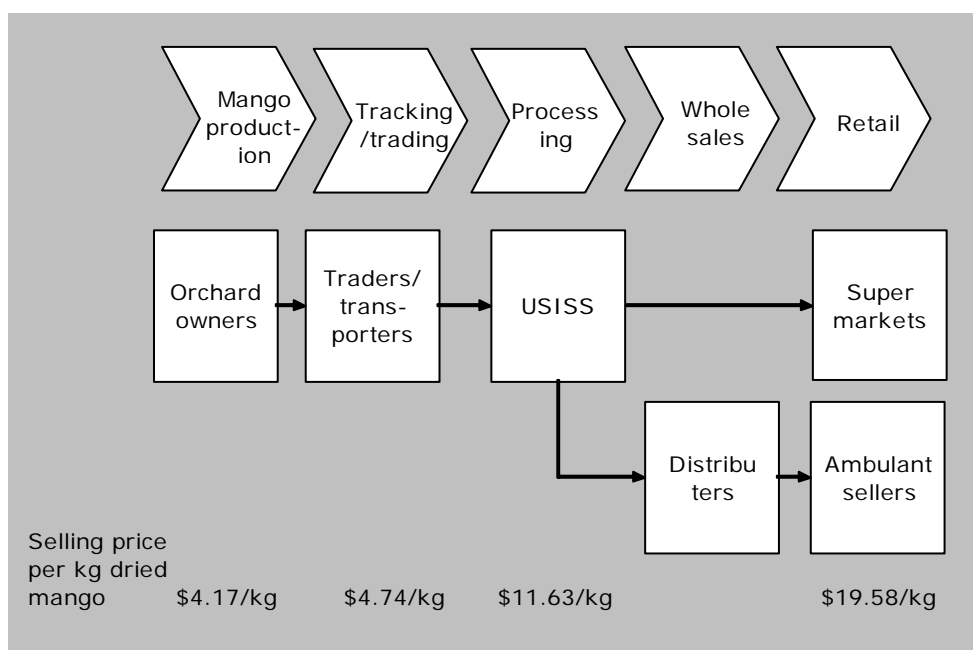 Mango
product-
ion
Tracking
/trading
Process
ing
Whole
sales
Retail
Orchard
owners
Traders/
trans-
porters
USISS
Super
markets
Distribu
ters
Ambulant
sellers
Selling price
per kg dried
mango
$4.17/kg
$4.74/kg
$11.63/kg
$19.58/kg